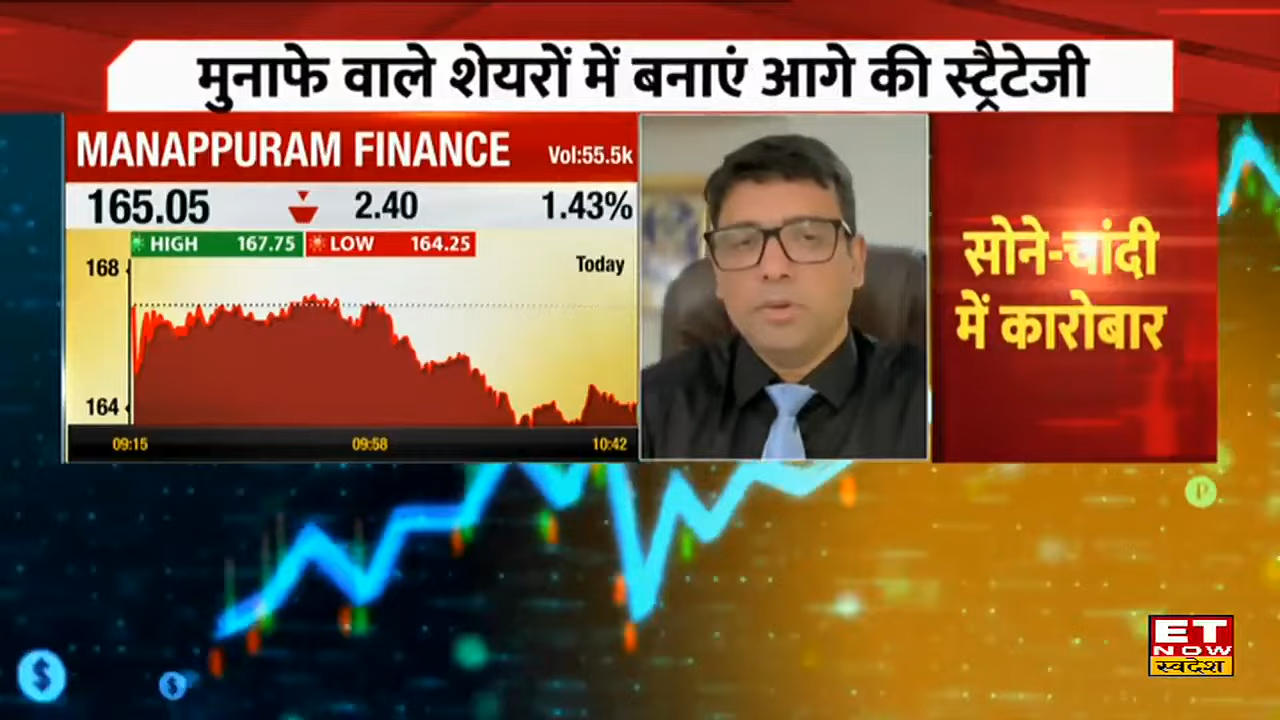 मुनाफे वाले शेयरों में बनाएं आगे की स्ट्रैटेजी
MANAPPURAM FINANCE Vol:55.5k
165.05 2.40 1.43%
HIGH 167.75 LOW 164.25
Today
168
164
09:15 09:58 10:42
सोने-चांदी
में कारोबार
P
$ $
ET
NOW
स्वदेश